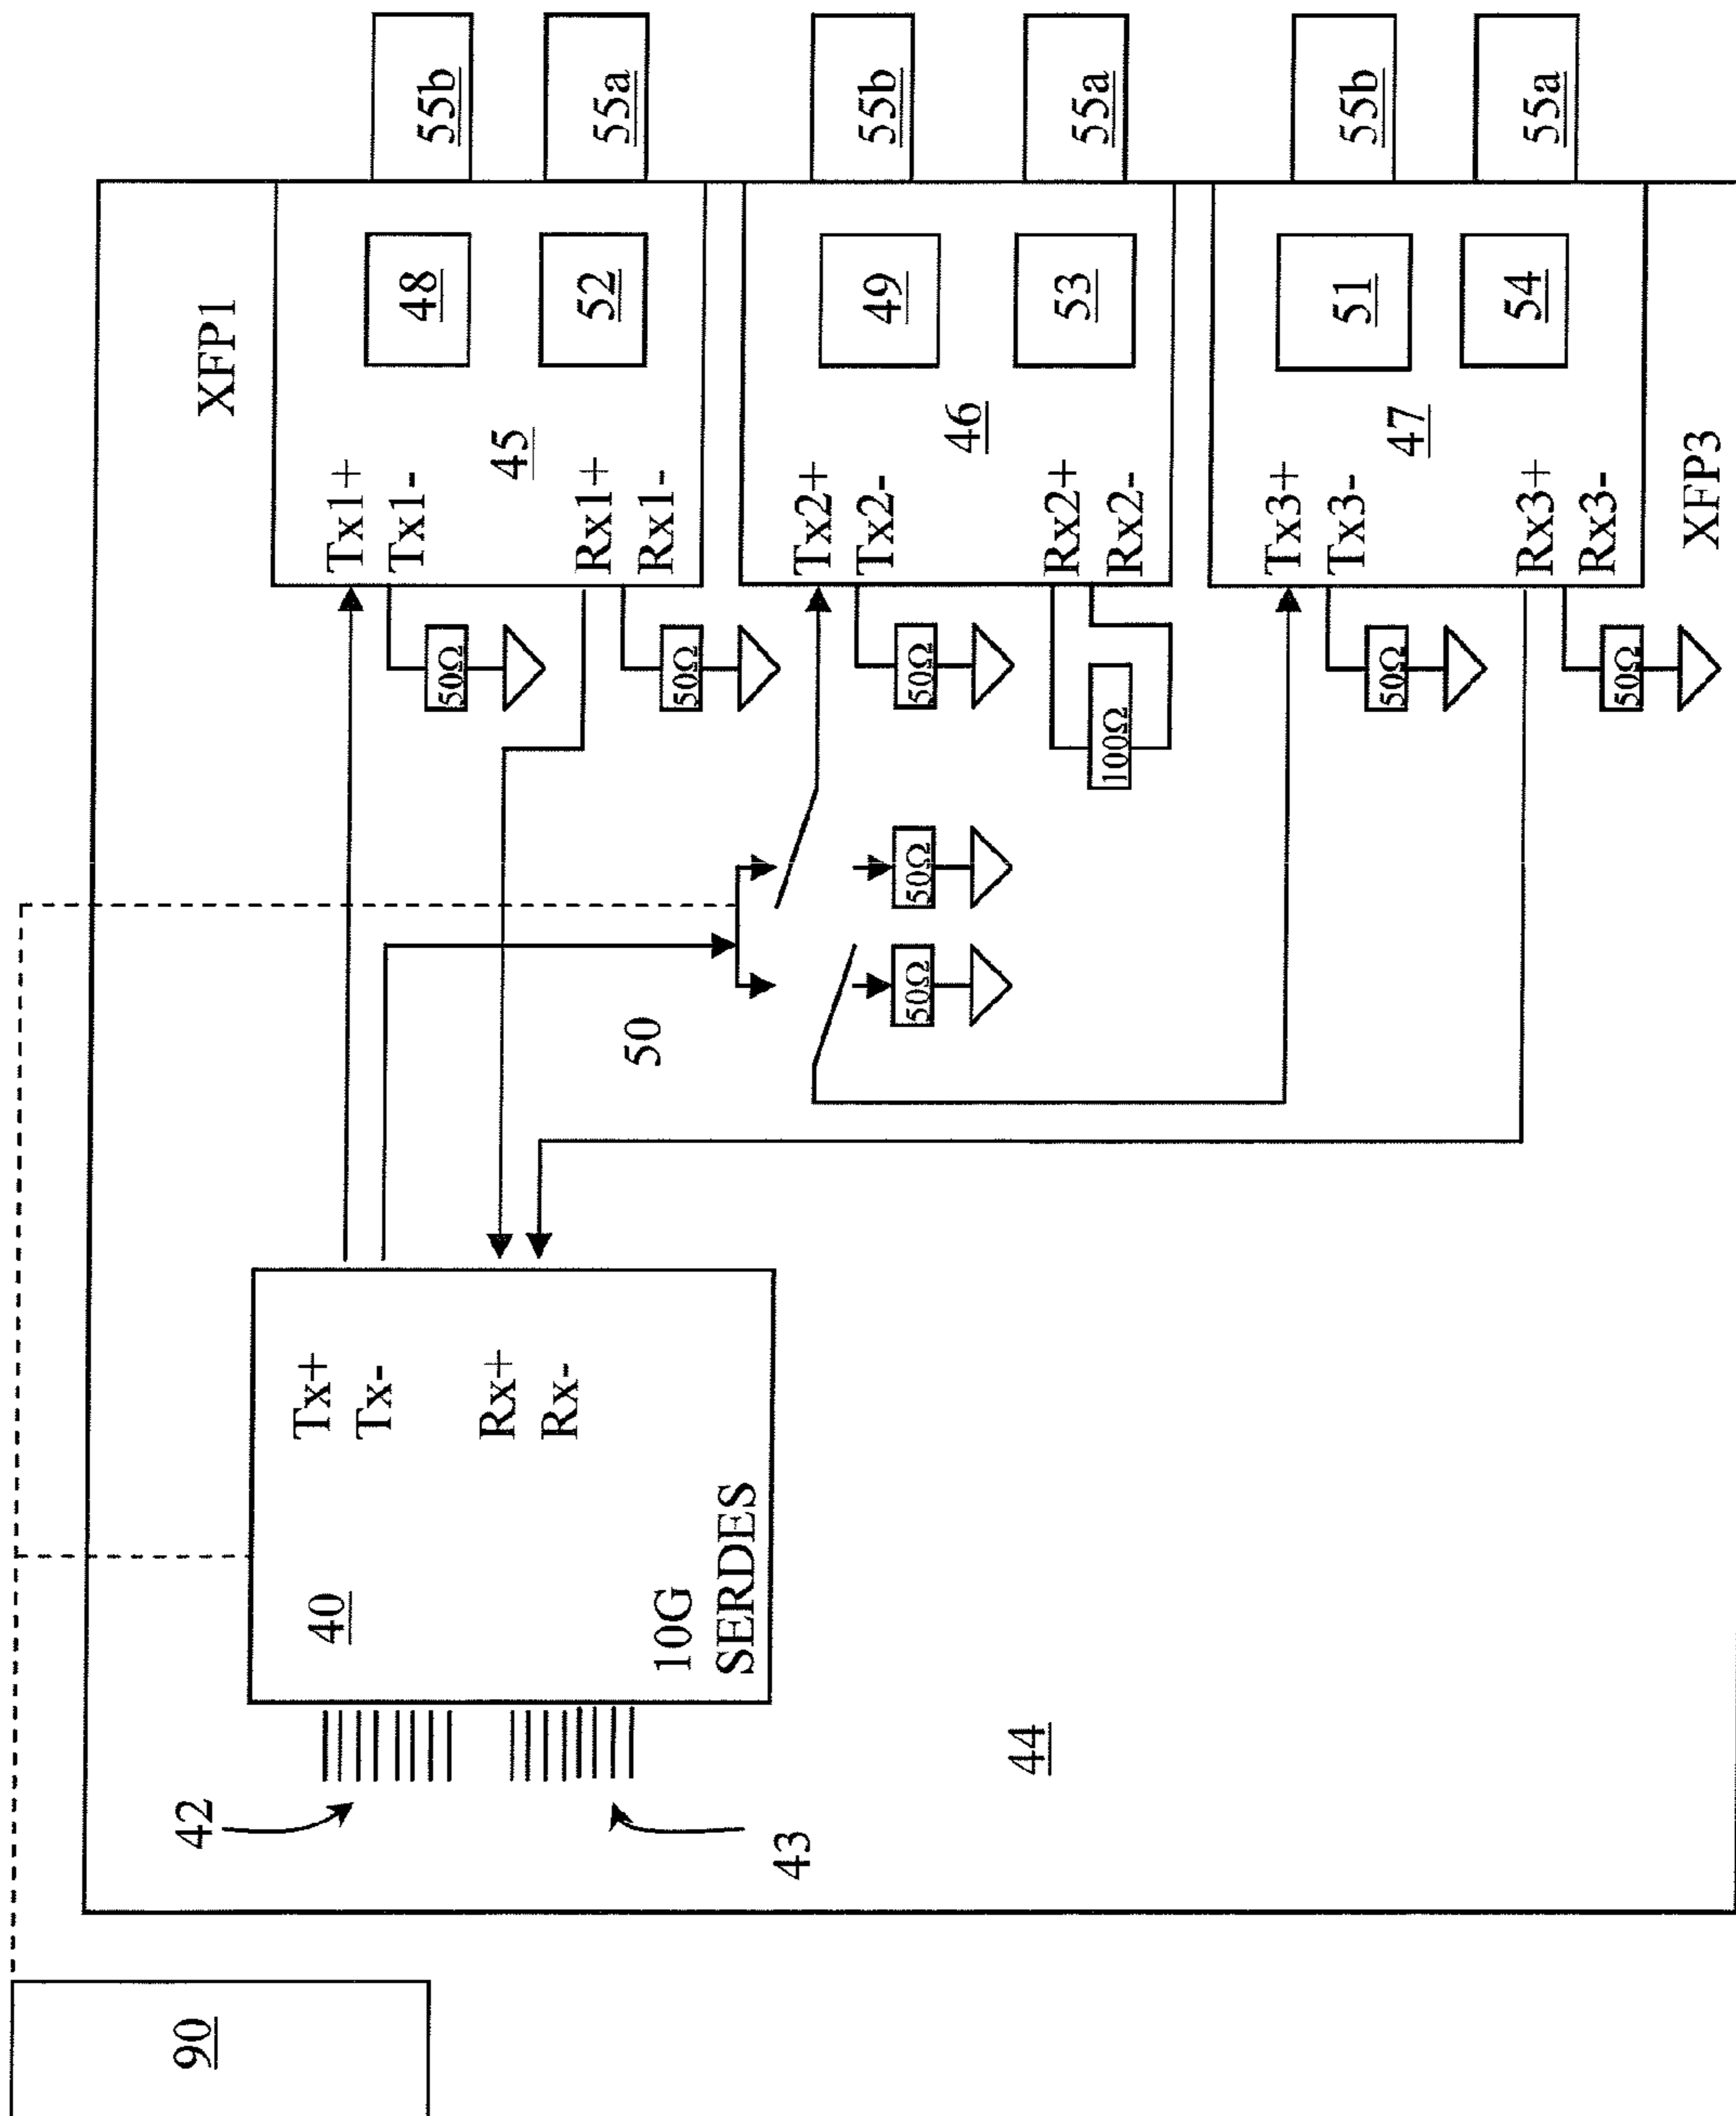 90
42
43
44
40
10G
SERDES
Tx+
Tx-
Rx+
Rx-
50
50Ω
50Ω
XFP1
Tx1+
Tx1-
45
Rx1+
Rx1-
48
52
50Ω
50Ω
55b
55a
Tx2+
Tx2-
46
Rx2+
Rx2-
49
53
50Ω
100Ω
55b
55a
Tx3+
Tx3-
47
Rx3+
Rx3-
51
54
50Ω
50Ω
55b
55a
XFP3